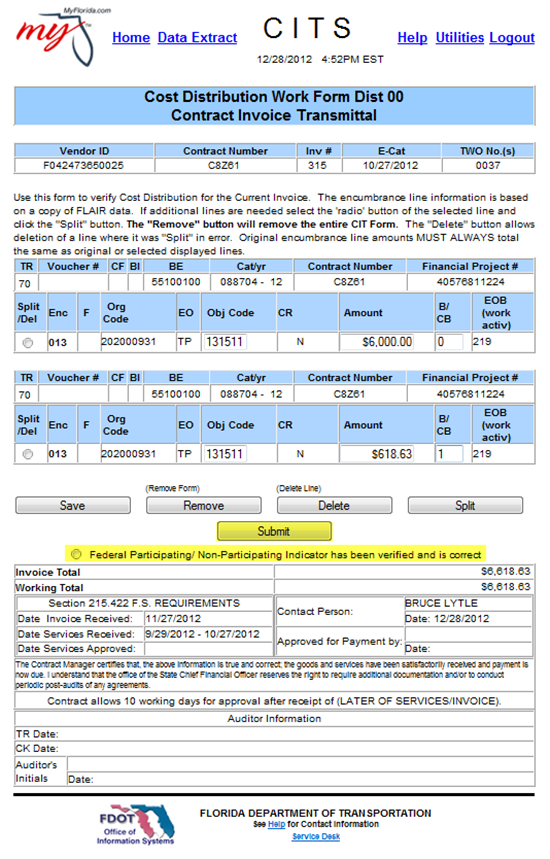 MyFlorida.com
my
CITS
Home Data Extract
Help Utilities Logout
12/28/2012 4:52PM EST
Cost Distribution Work Form Dist 00
Contract Invoice Transmittal
Vendor ID Contract Number Inv # E-Cat TWO No.(s)
F042473650025 C8Z61 315 10/27/2012 0037
Use this form to verify Cost Distribution for the Current Invoice. The encumbrance line information is based
on a copy of FLAIR data. If additional lines are needed select the 'radio' button of the selected line and
click the "Split" button. The "Remove" button will remove the entire CIT Form. The "Delete" button allows
deletion of a line where it was "Split" in error. Original encumbrance line amounts MUST ALWAYS total
the same as original or selected displayed lines.
TR Voucher # CF BI BE Cat/yr Contract Number Financial Project #
70 55100100 088704 - 12 C8Z61 40576811224
Split /Del Enc F Org Code EO Obj Code CR Amount B/ CB EOB (work activ)
013 202000931 TP 131511 N $6,000.00 0 219
TR Voucher # CF BI BE Cat/yr Contract Number Financial Project #
70 55100100 088704 - 12 C8Z61 40576811224
Split /Del Enc F Org Code EO Obj Code CR Amount B/ CB EOB (work activ)
013 202000931 TP 131511 N $618.63 1 219
(Remove Form) (Delete Line)
Save Remove Delete Split
Submit
Federal Participating/ Non-Participating Indicator has been verified and is correct
Invoice Total $6,618.63
Working Total $6,618.63
Section 215.422 F.S. REQUIREMENTS
Date Invoice Received: 11/27/2012
Date Services Received: 9/29/2012 - 10/27/2012
Date Services Approved:
Contact Person: BRUCE LYTLE
Date: 12/28/2012
Approved for Payment by:
Date:
The Contract Manager certifies that, the above information is true and correct; the goods and services have been satisfactorily received and payment is
now due. I understand that the office of the State Chief Financial Officer reserves the right to require additional documentation and/or to conduct
periodic post-audits of any agreements.
Contract allows 10 working days for approval after receipt of (LATER OF SERVICES/INVOICE).
Auditor Information
TR Date:
CK Date:
Auditor's
Initials Date:
FDOT
Office of
Information Systems
FLORIDA DEPARTMENT OF TRANSPORTATION
See Help for Contact Information
Service Desk